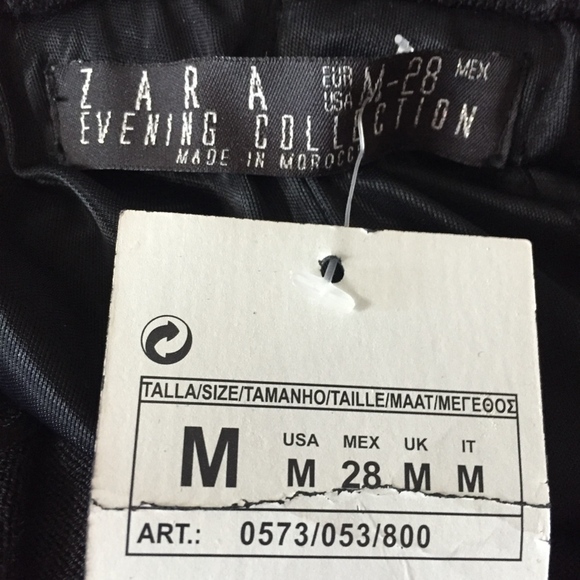 ZARA EUR M-28 MEX
USA
EVENING COLLECTION
MADE IN MOROCC
TALLA/SIZE/TAMANHO/TAILLE/MAAT/ΜΕΓΕΘΟΣ
M USA MEX UK IT
M 28 M M
ART.: 0573/053/800